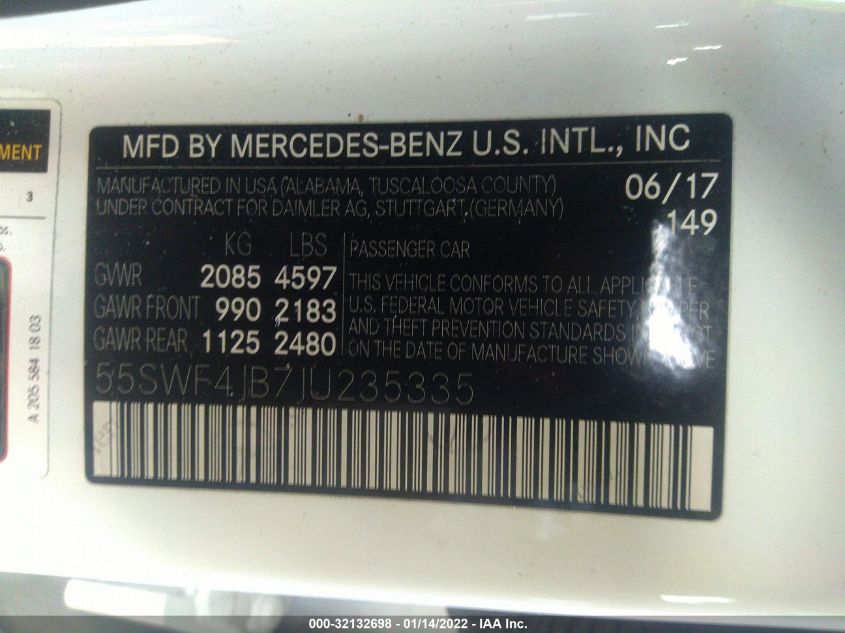 MENT
3
os.
A 205 584 18 03
MFD BY MERCEDES-BENZ U.S. INTL., INC
MANUFACTURED IN USA (ALABAMA, TUSCALOOSA COUNTY) 06/17
UNDER CONTRACT FOR DAIMLER AG, STUTTGART,(GERMANY) 149
KG LBS PASSENGER CAR
GVWR 2085 4597
GAWR FRONT 990 2183
GAWR REAR 1125 2480
THIS VEHICLE CONFORMS TO ALL APPLICABLE
U.S. FEDERAL MOTOR VEHICLE SAFETY, BUMPER
AND THEFT PREVENTION STANDARDS IN EFFECT
ON THE DATE OF MANUFACTURE SHOWN ABOVE
55SWF4JB7JU235335
000-32132698 - 01/14/2022 - IAA Inc.